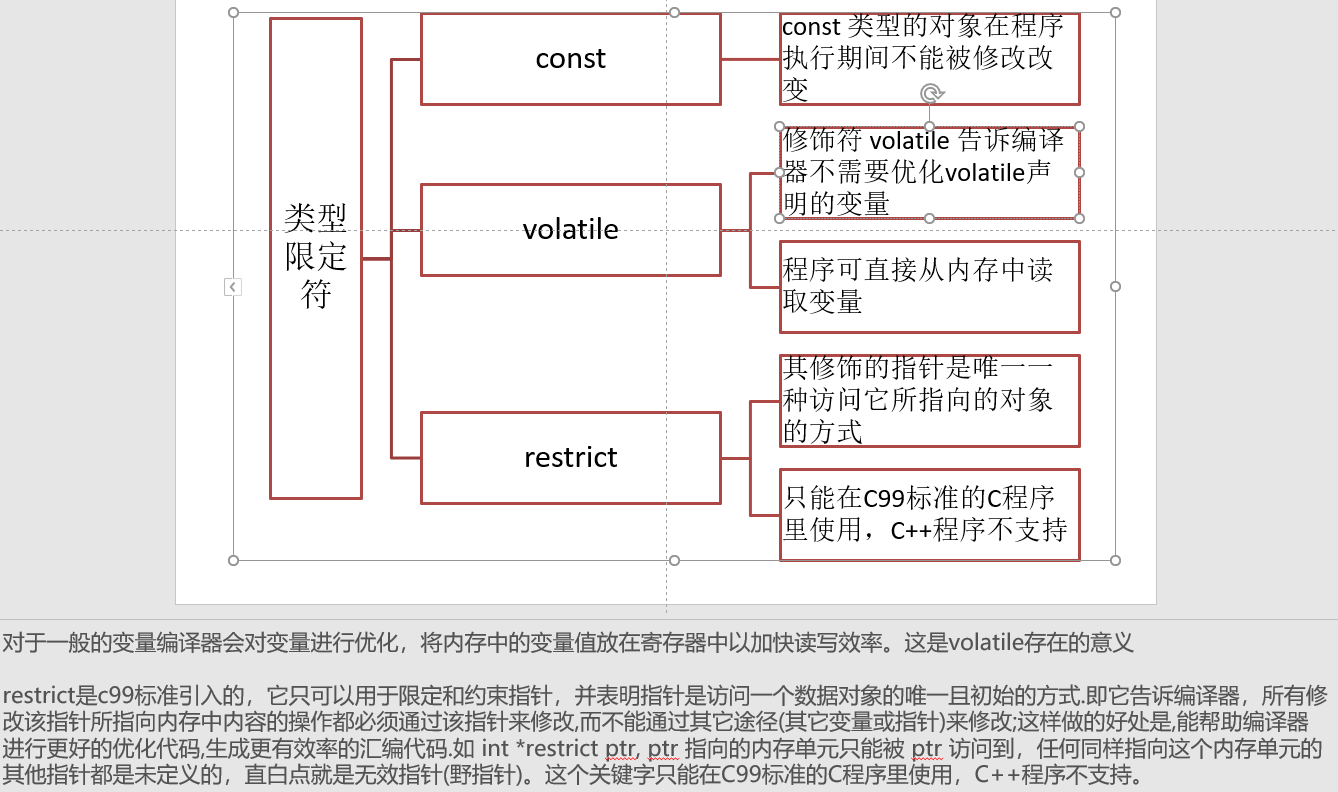 类型
限定
符
const
const 类型的对象在程序
执行期间不能被修改改
变
volatile
修饰符 volatile 告诉编译
器不需要优化volatile声
明的变量
程序可直接从内存中读
取变量
restrict
其修饰的指针是唯一一
种访问它所指向的对象
的方式
只能在C99标准的C程序
里使用，C++程序不支持
对于一般的变量编译器会对变量进行优化，将内存中的变量值放在寄存器中以加快读写效率。这是volatile存在的意义
restrict是c99标准引入的，它只可以用于限定和约束指针，并表明指针是访问一个数据对象的唯一且初始的方式.即它告诉编译器，所有修
改该指针所指向内存中内容的操作都必须通过该指针来修改,而不能通过其它途径(其它变量或指针)来修改;这样做的好处是,能帮助编译器
进行更好的优化代码,生成更有效率的汇编代码.如 int *restrict ptr, ptr 指向的内存单元只能被 ptr 访问到，任何同样指向这个内存单元的
其他指针都是未定义的，直白点就是无效指针(野指针)。这个关键字只能在C99标准的C程序里使用，C++程序不支持。